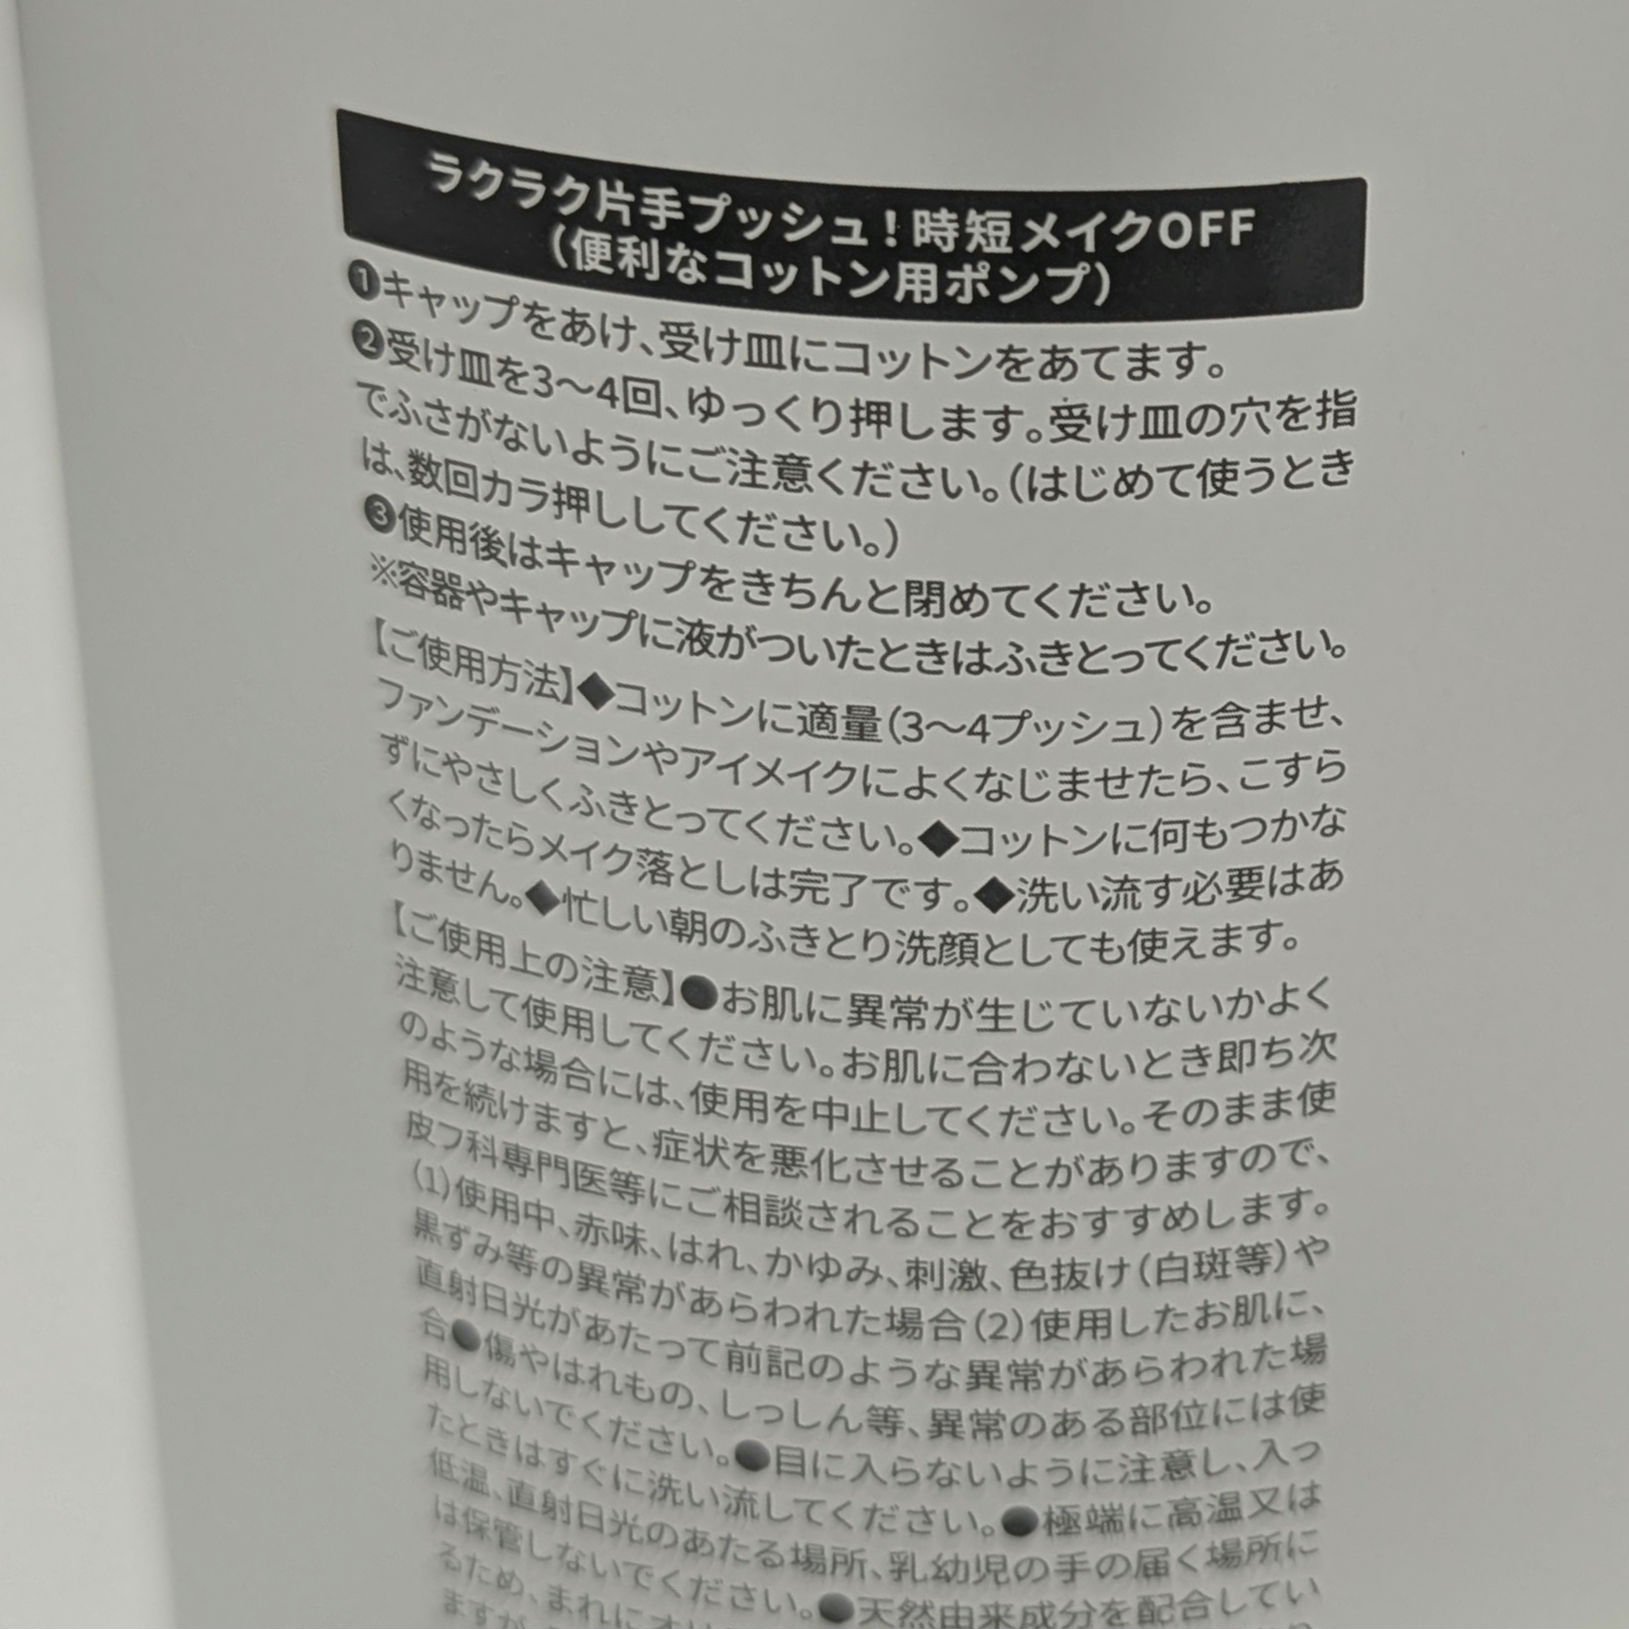 ラクラク片手プッシュ！時短メイクOFF
（便利なコットン用ポンプ）
❶キャップをあけ、受け皿にコットンをあてます。
❷受け皿を3～4回、ゆっくり押します。受け皿の穴を指
でふさがないようにご注意ください。（はじめて使うとき
は、数回カラ押ししてください。）
❸使用後はキャップをきちんと閉めてください。
※容器やキャップに液がついたときはふきとってください。
【ご使用方法】◆コットンに適量（3～4プッシュ）を含ませ、
ファンデーションやアイメイクによくなじませたら、こすら
ずにやさしくふきとってください。◆コットンに何もつかな
くなったらメイク落としは完了です。◆洗い流す必要はあ
りません。◆忙しい朝のふきとり洗顔としても使えます。
【ご使用上の注意】●お肌に異常が生じていないかよく
注意して使用してください。お肌に合わないとき即ち次
のような場合には、使用を中止してください。そのまま使
用を続けますと、症状を悪化させることがありますので、
皮フ科専門医等にご相談されることをおすすめします。
(1)使用中、赤味、はれ、かゆみ、刺激、色抜け（白斑等）や
黒ずみ等の異常があらわれた場合(2)使用したお肌に、
直射日光があたって前記のような異常があらわれた場
合●傷やはれもの、しっしん等、異常のある部位には使
用しないでください。●目に入らないように注意し、入っ
たときはすぐに洗い流してください。●極端に高温又は
低温、直射日光のあたる場所、乳幼児の手の届く場所に
は保管しないでください。●天然由来成分を配合してい
るため、まれに
ますが、